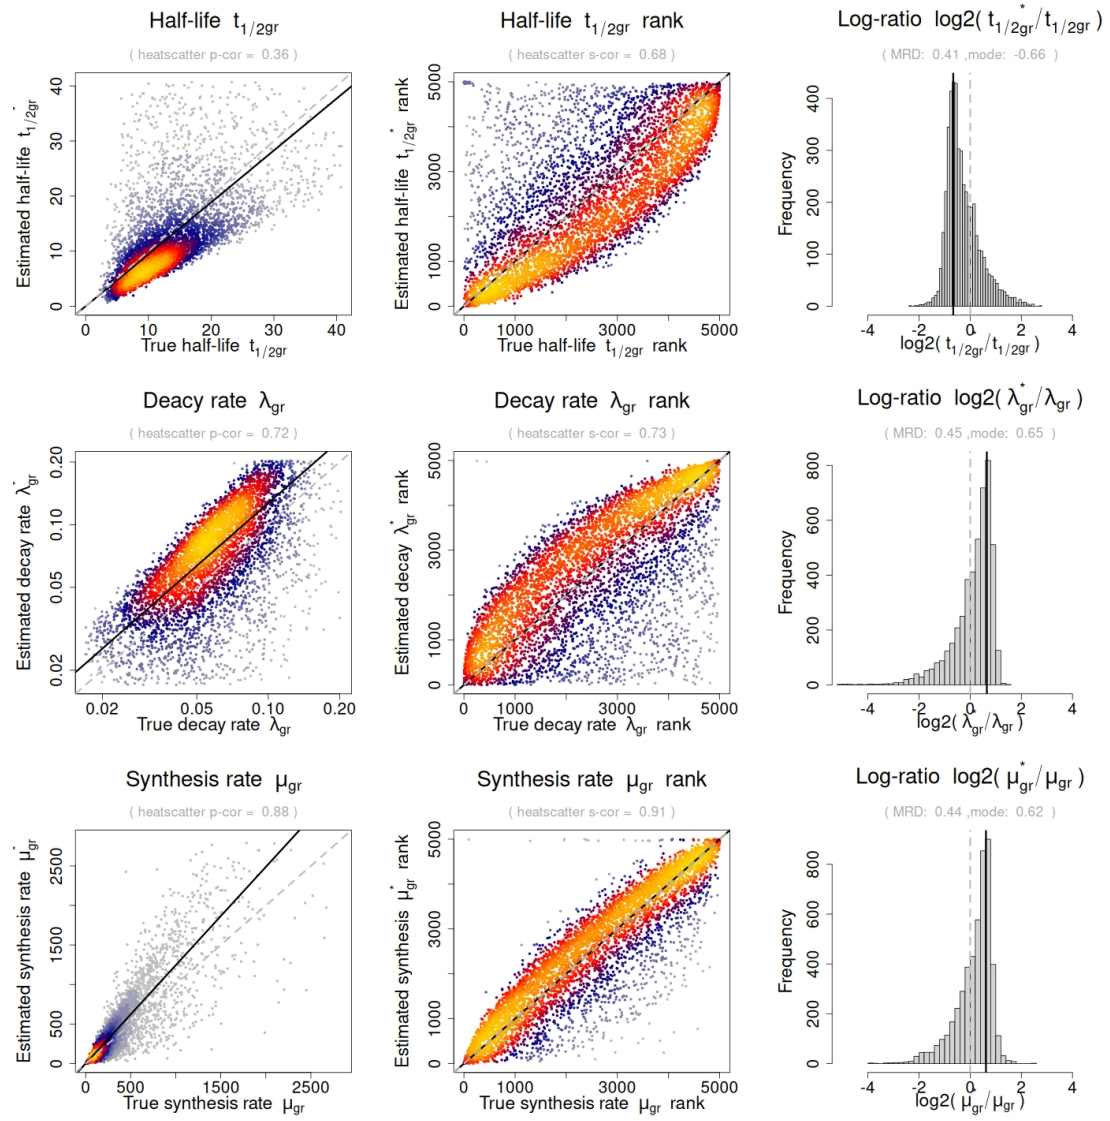 Half-life t1/2gr
( heatscatter p-cor = 0.36 )
Estimated half-life t*1/2gr
40
30
20
10
0
0 10 20 30 40
True half-life t1/2gr
Half-life t1/2gr rank
( heatscatter s-cor = 0.68 )
Estimated half-life t*1/2gr rank
5000
3000
1000
0
0 1000 3000 5000
True half-life t1/2gr rank
Log-ratio log2( t*1/2gr/t1/2gr )
( MRD: 0.41 ,mode: -0.66 )
Frequency
400
300
200
100
0
-4 -2 0 2 4
log2( t1/2gr/t1/2gr )
Deacy rate λgr
( heatscatter p-cor = 0.72 )
Estimated decay rate λ*gr
0.20
0.10
0.05
0.02
0.02 0.05 0.10 0.20
True decay rate λgr
Decay rate λgr rank
( heatscatter s-cor = 0.73 )
Estimated decay λ*gr rank
5000
3000
1000
0
0 1000 3000 5000
True decay rate λgr rank
Log-ratio log2( λ*gr/λgr )
( MRD: 0.45 ,mode: 0.65 )
Frequency
800
600
400
200
0
-4 -2 0 2 4
log2( λgr/λgr )
Synthesis rate μgr
( heatscatter p-cor = 0.88 )
Estimated synthesis rate μ*gr
2500
1500
500
0
0 500 1500 2500
True synthesis rate μgr
Synthesis rate μgr rank
( heatscatter s-cor = 0.91 )
Estimated synthesis μ*gr rank
5000
3000
1000
0
0 1000 3000 5000
True synthesis rate μgr rank
Log-ratio log2( μ*gr/μgr )
( MRD: 0.44 ,mode: 0.62 )
Frequency
800
600
400
200
0
-4 -2 0 2 4
log2( μgr/μgr )